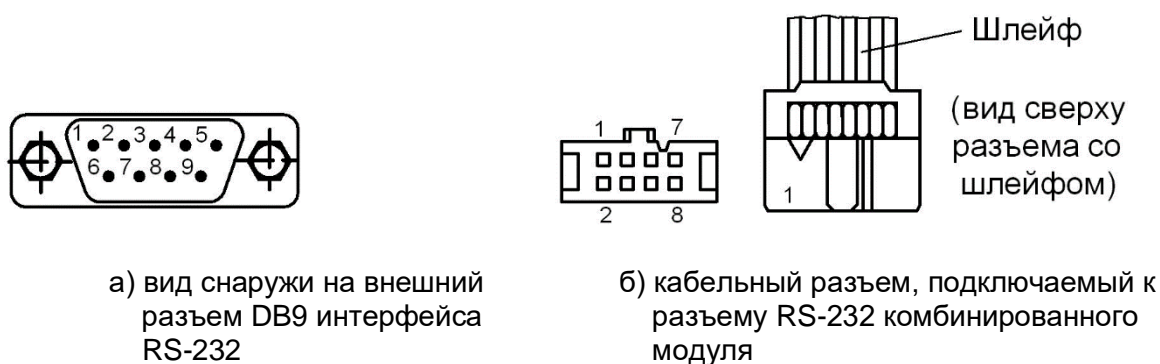 Шлейф
(вид сверху
разъема со
шлейфом)
1 2 3 4 5
6 7 8 9
1 7
2 8
1
а) вид снаружи на внешний
разъем DB9 интерфейса
RS-232
б) кабельный разъем, подключаемый к
разъему RS-232 комбинированного
модуля